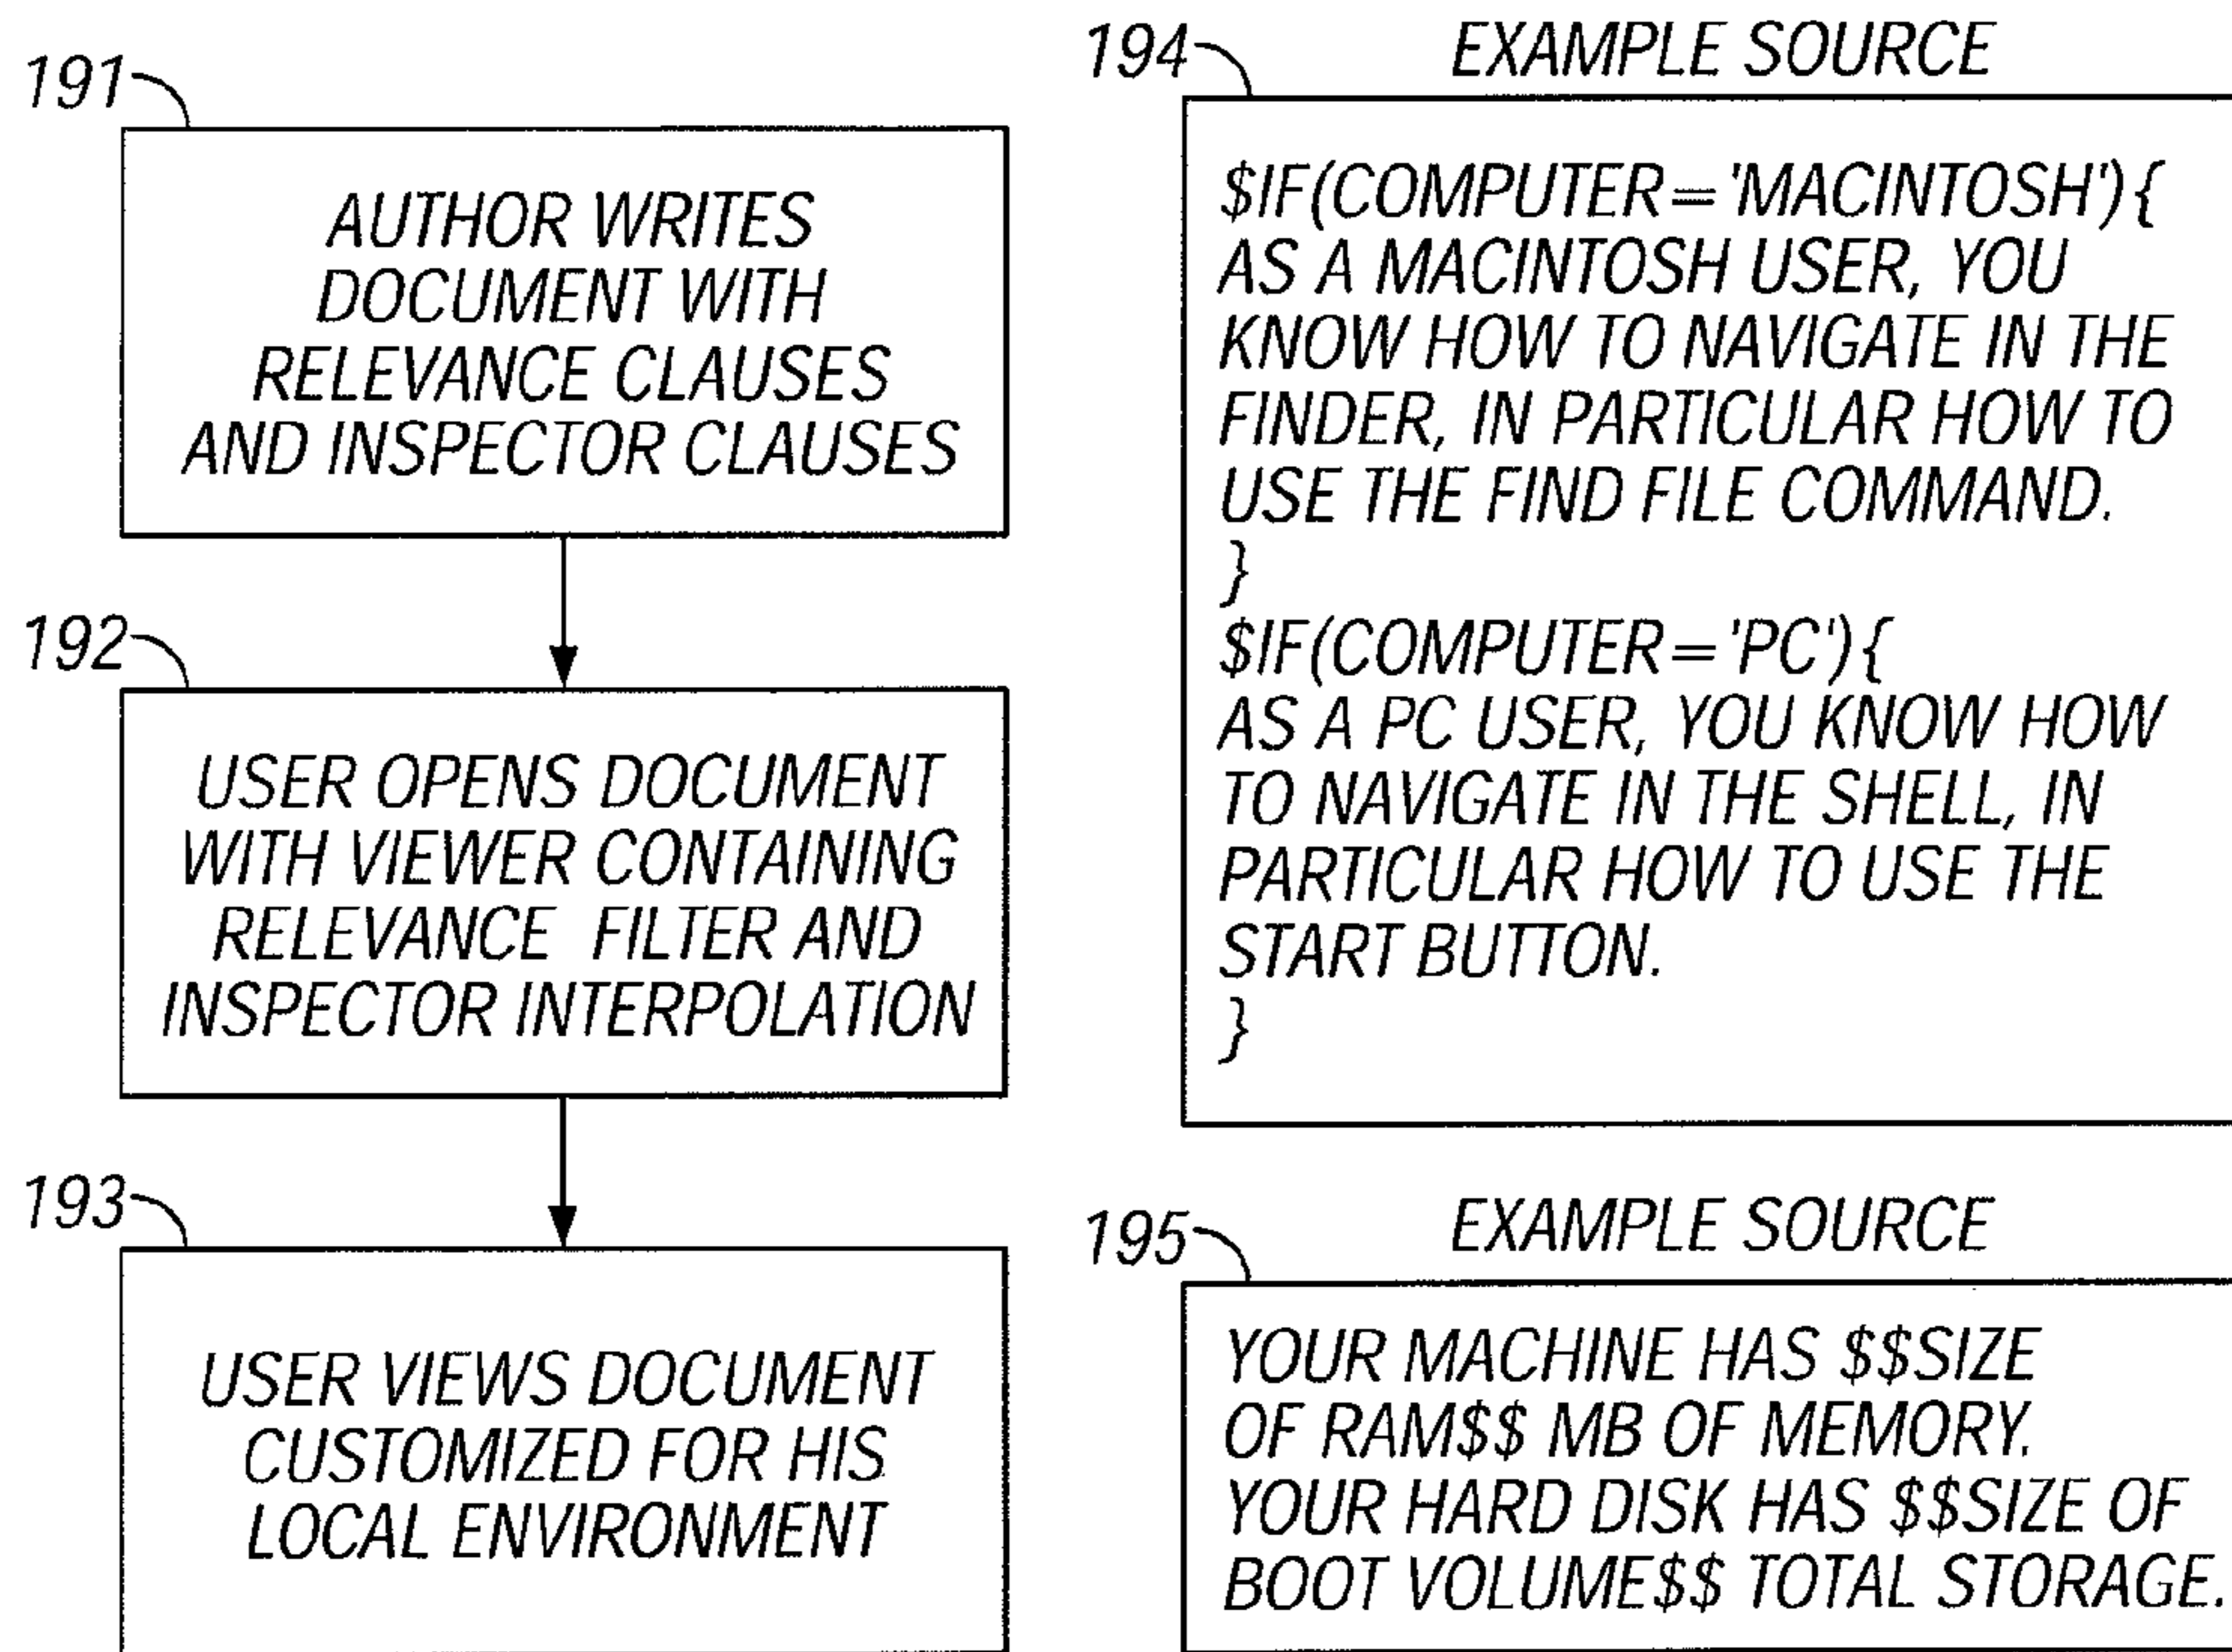 191
AUTHOR WRITES
DOCUMENT WITH
RELEVANCE CLAUSES
AND INSPECTOR CLAUSES
192
USER OPENS DOCUMENT
WITH VIEWER CONTAINING
RELEVANCE FILTER AND
INSPECTOR INTERPOLATION
193
USER VIEWS DOCUMENT
CUSTOMIZED FOR HIS
LOCAL ENVIRONMENT
194
EXAMPLE SOURCE
$IF(COMPUTER='MACINTOSH'){
AS A MACINTOSH USER, YOU
KNOW HOW TO NAVIGATE IN THE
FINDER, IN PARTICULAR HOW TO
USE THE FIND FILE COMMAND.
}
$IF(COMPUTER='PC'){
AS A PC USER, YOU KNOW HOW
TO NAVIGATE IN THE SHELL, IN
PARTICULAR HOW TO USE THE
START BUTTON.
}
195
EXAMPLE SOURCE
YOUR MACHINE HAS $$SIZE
OF RAM$$ MB OF MEMORY.
YOUR HARD DISK HAS $$SIZE OF
BOOT VOLUME$$ TOTAL STORAGE.